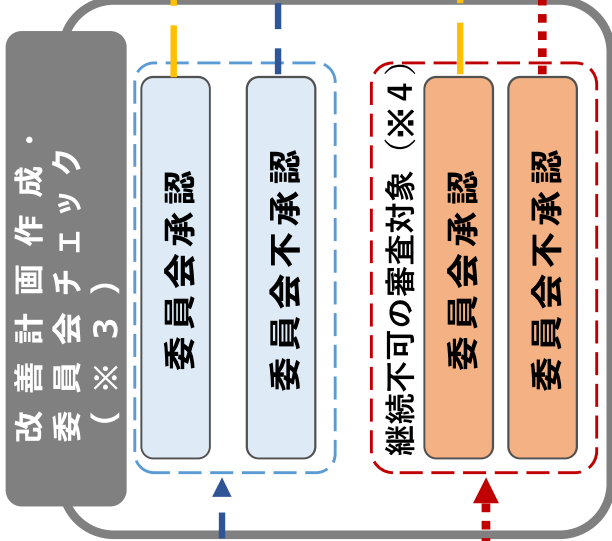 改善計画作成・
委員会チェック
（※３）
委員会承認
委員会不承認
継続不可の審査対象（※４）
委員会承認
委員会不承認